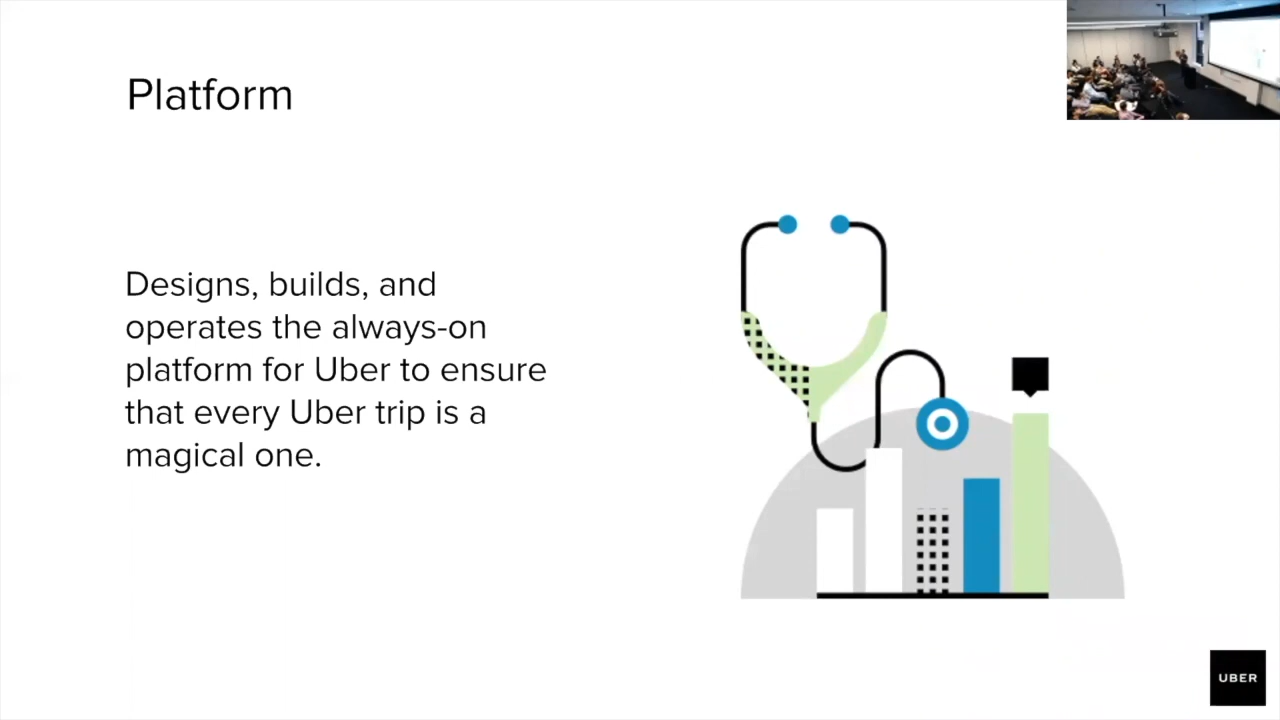 Platform
Designs, builds, and
operates the always-on
platform for Uber to ensure
that every Uber trip is a
magical one.
UBER